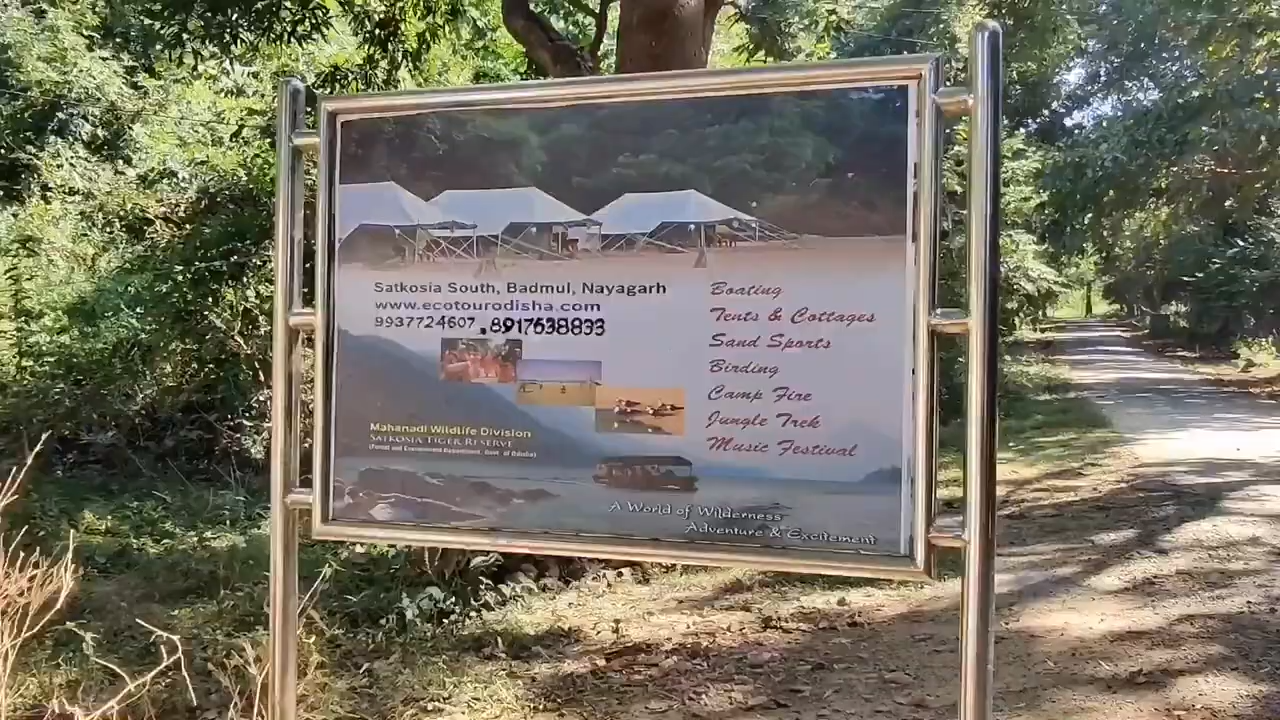 Satkosia South, Badmul, Nayagarh
www.ecotourodisha.com
9937724607, 8917638833
Boating
Tents & Cottages
Sand Sports
Birding
Camp Fire
Jungle Trek
Music Festival
Mahanadi Wildlife Division
SATKOSIA TIGER RESERVE
(Forest and Environment Department, Govt. of Odisha)
A World of Wilderness
Adventure & Excitement